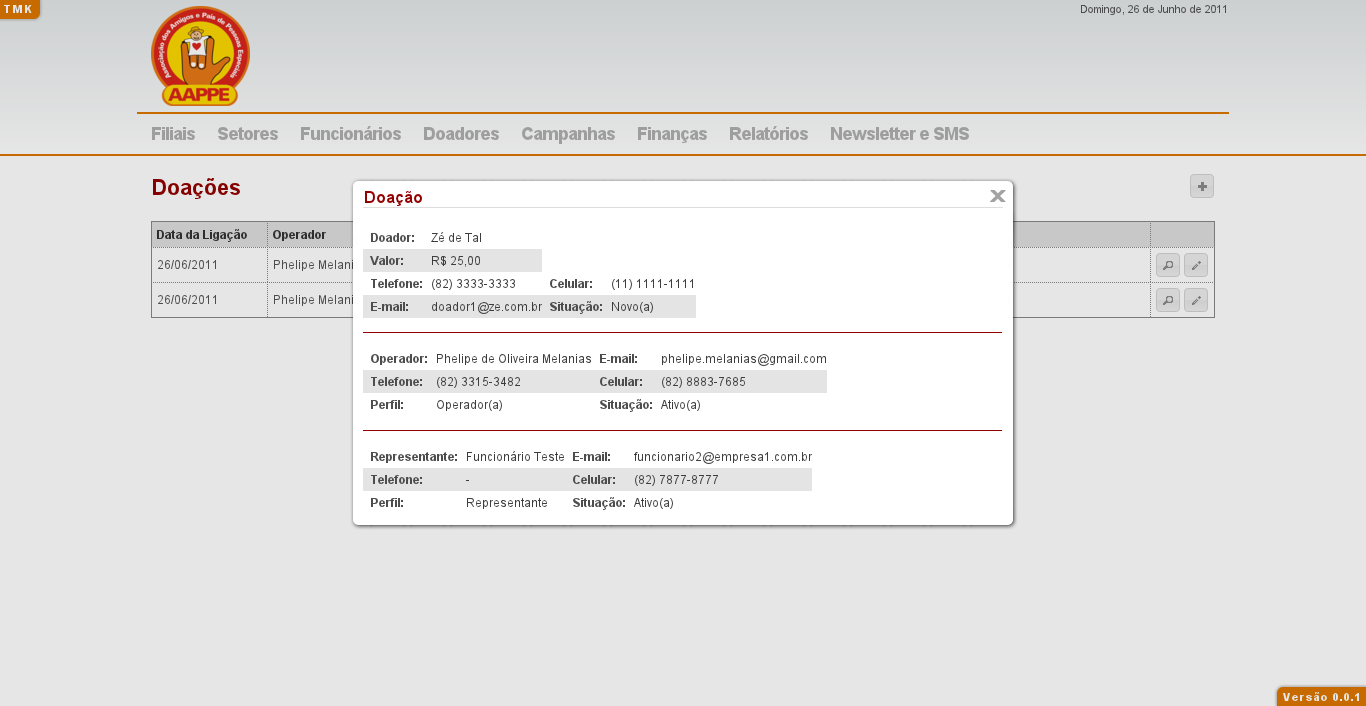 TMK
Domingo, 26 de Junho de 2011
Associação dos Amigos e Pais de Pessoas Especiais
AAPPE
Filiais Setores Funcionários Doadores Campanhas Finanças Relatórios Newsletter e SMS
Doações
Data da Ligação Operador
26/06/2011 Phelipe Melani
26/06/2011 Phelipe Melani
Doação
Doador: Zé de Tal
Valor: R$ 25,00
Telefone: (82) 3333-3333 Celular: (11) 1111-1111
E-mail: doador1@ze.com.br Situação: Novo(a)
Operador: Phelipe de Oliveira Melanias E-mail: phelipe.melanias@gmail.com
Telefone: (82) 3315-3482 Celular: (82) 8883-7685
Perfil: Operador(a) Situação: Ativo(a)
Representante: Funcionário Teste E-mail: funcionario2@empresa1.com.br
Telefone: - Celular: (82) 7877-8777
Perfil: Representante Situação: Ativo(a)
Versão 0.0.1